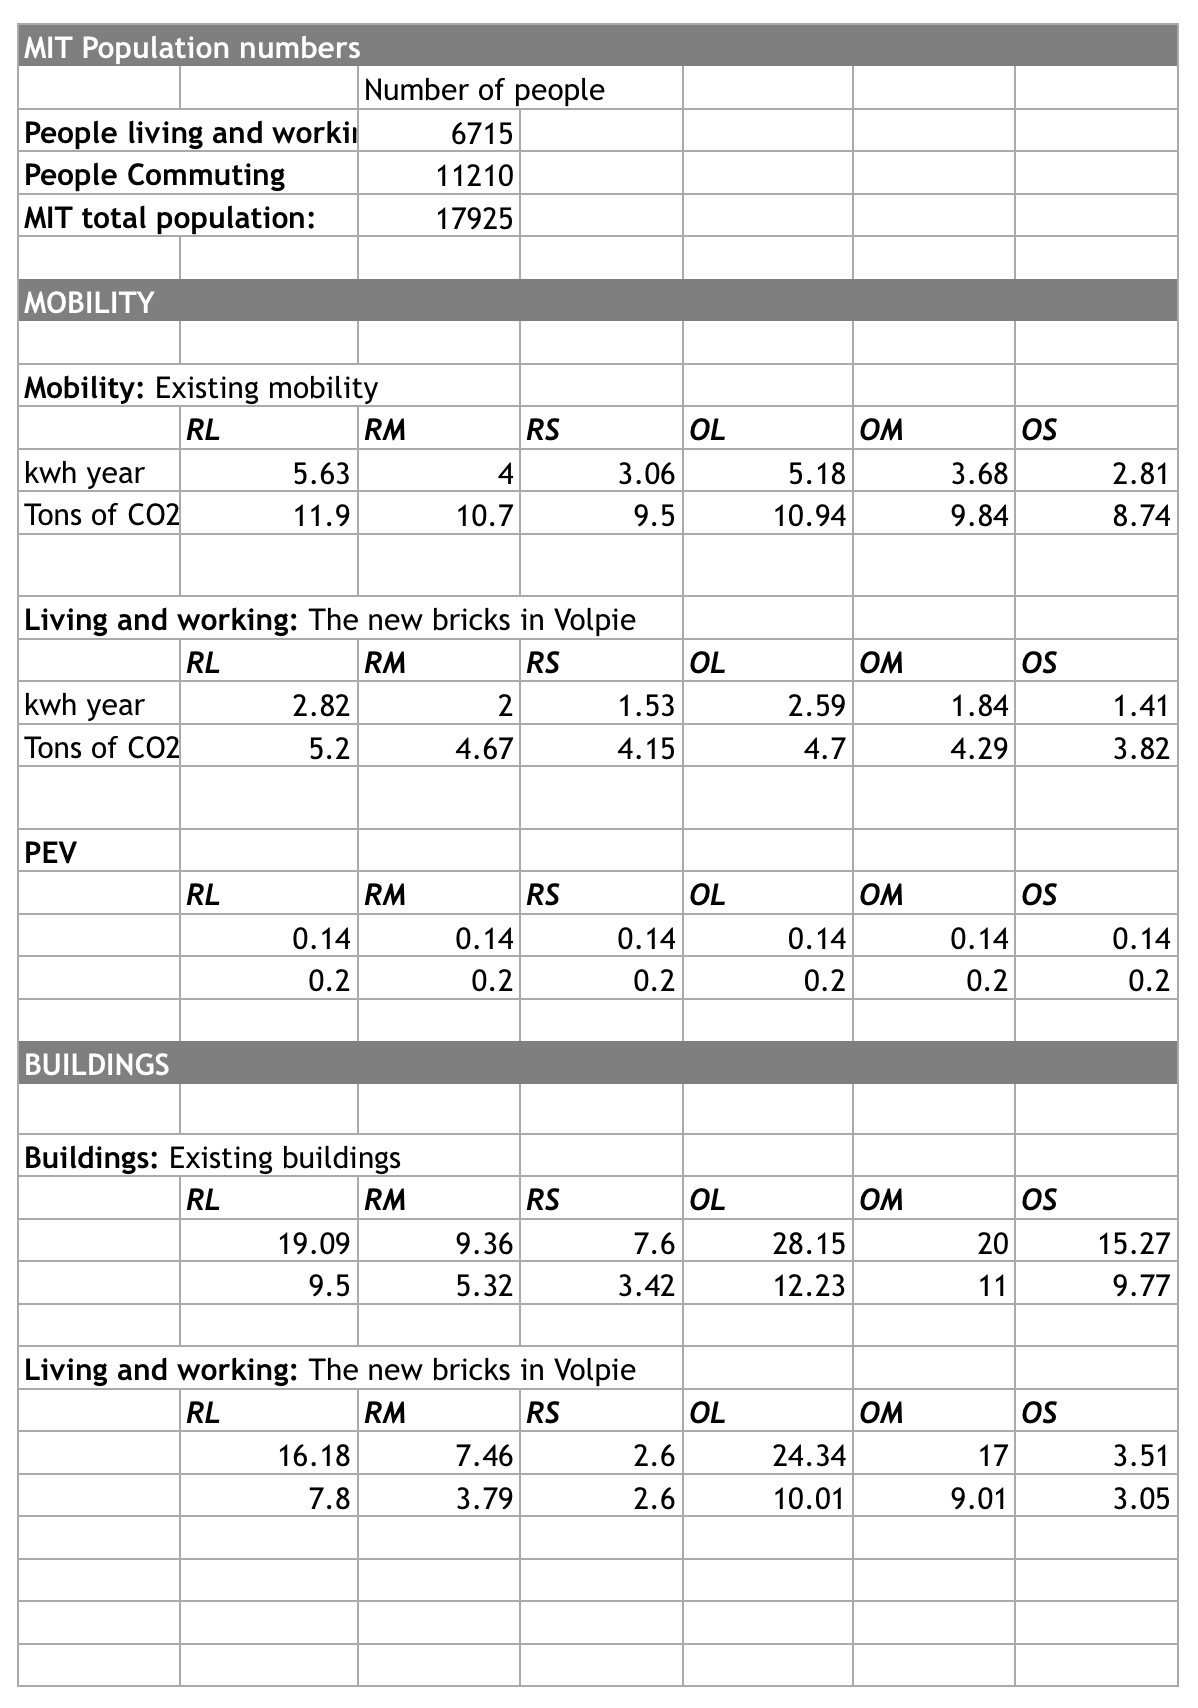 MIT Population numbers
Number of people
People living and workin 6715
People Commuting 11210
MIT total population: 17925
MOBILITY
Mobility: Existing mobility
RL RM RS OL OM OS
kwh year 5.63 4 3.06 5.18 3.68 2.81
Tons of CO2 11.9 10.7 9.5 10.94 9.84 8.74
Living and working: The new bricks in Volpie
RL RM RS OL OM OS
kwh year 2.82 2 1.53 2.59 1.84 1.41
Tons of CO2 5.2 4.67 4.15 4.7 4.29 3.82
PEV
RL RM RS OL OM OS
0.14 0.14 0.14 0.14 0.14 0.14
0.2 0.2 0.2 0.2 0.2 0.2
BUILDINGS
Buildings: Existing buildings
RL RM RS OL OM OS
19.09 9.36 7.6 28.15 20 15.27
9.5 5.32 3.42 12.23 11 9.77
Living and working: The new bricks in Volpie
RL RM RS OL OM OS
16.18 7.46 2.6 24.34 17 3.51
7.8 3.79 2.6 10.01 9.01 3.05